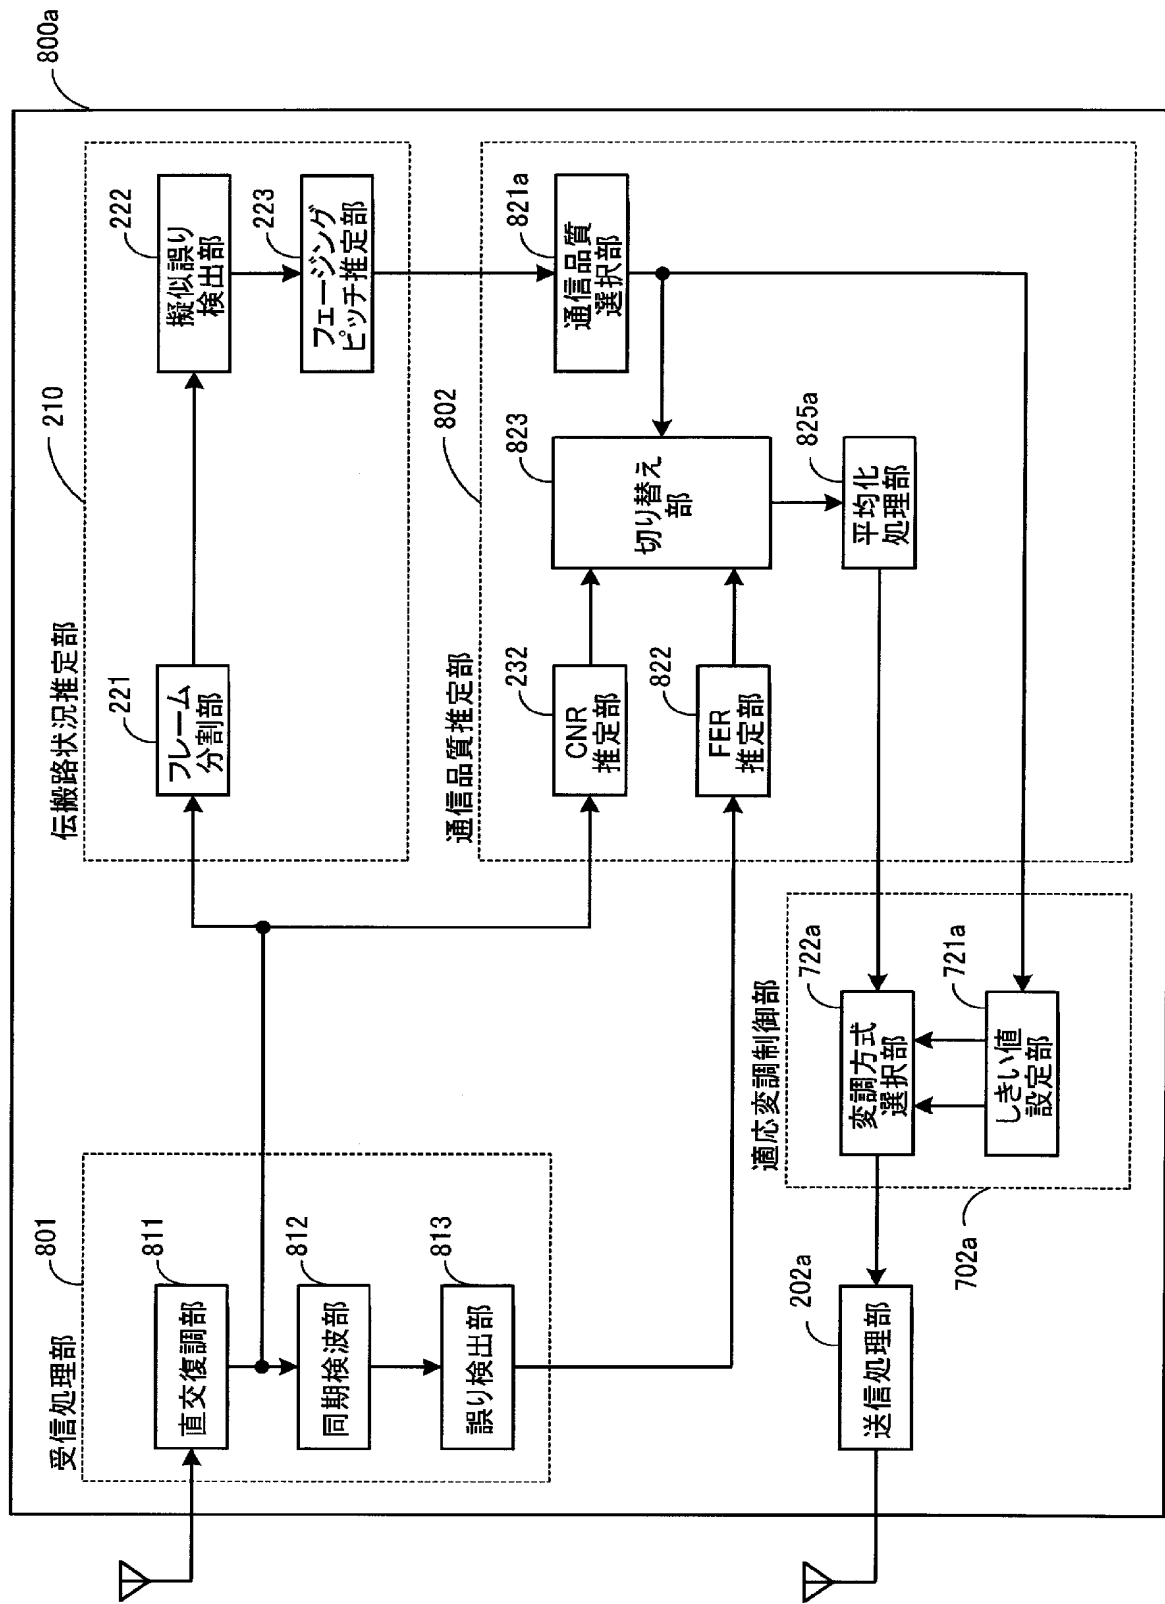 800a
受信処理部
801
直交復調部
811
同期検波部
812
誤り検出部
813
伝搬路状況推定部
210
フレーム
分割部
221
擬似誤り
検出部
222
フェージング
ピッチ推定部
223
通信品質推定部
802
CNR
推定部
232
FER
推定部
822
切り替え
部
823
通信品質
選択部
821a
平均化
処理部
825a
適応変調制御部
702a
変調方式
選択部
722a
しきい値
設定部
721a
送信処理部
202a